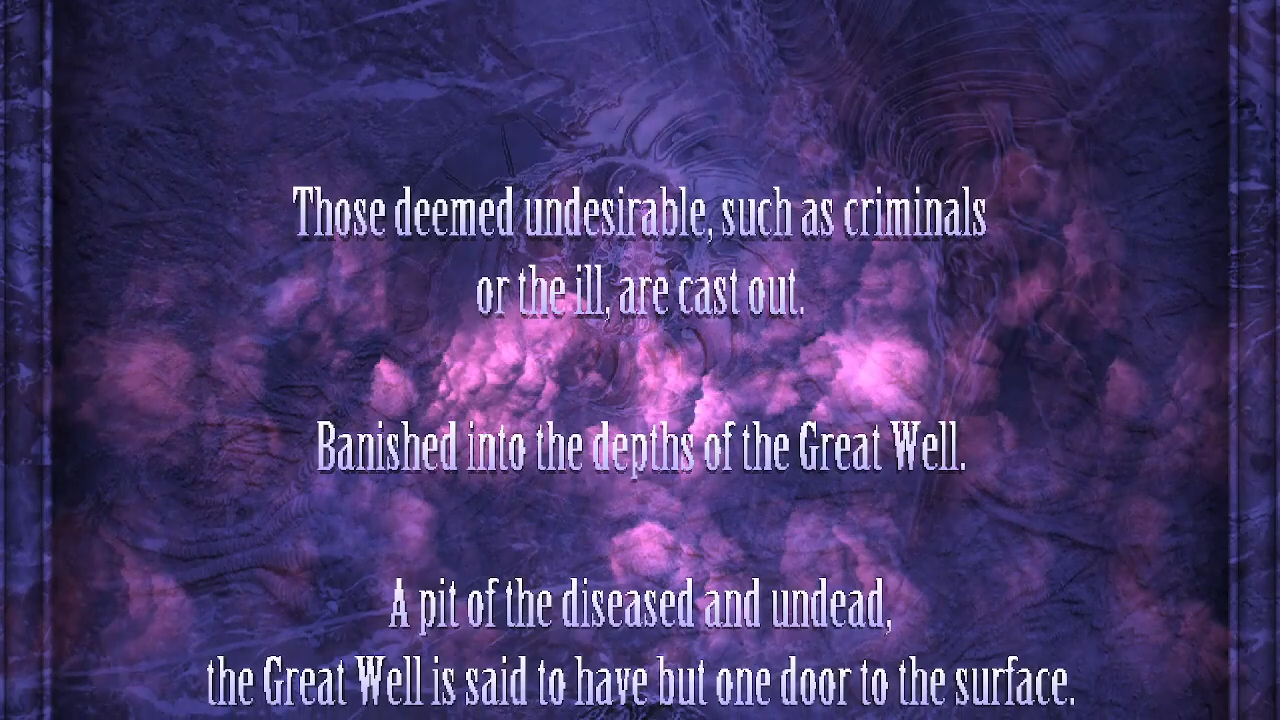 Those deemed undesirable, such as criminals
or the ill, are cast out.
Banished into the depths of the Great Well.
A pit of the diseased and undead,
the Great Well is said to have but one door to the surface.